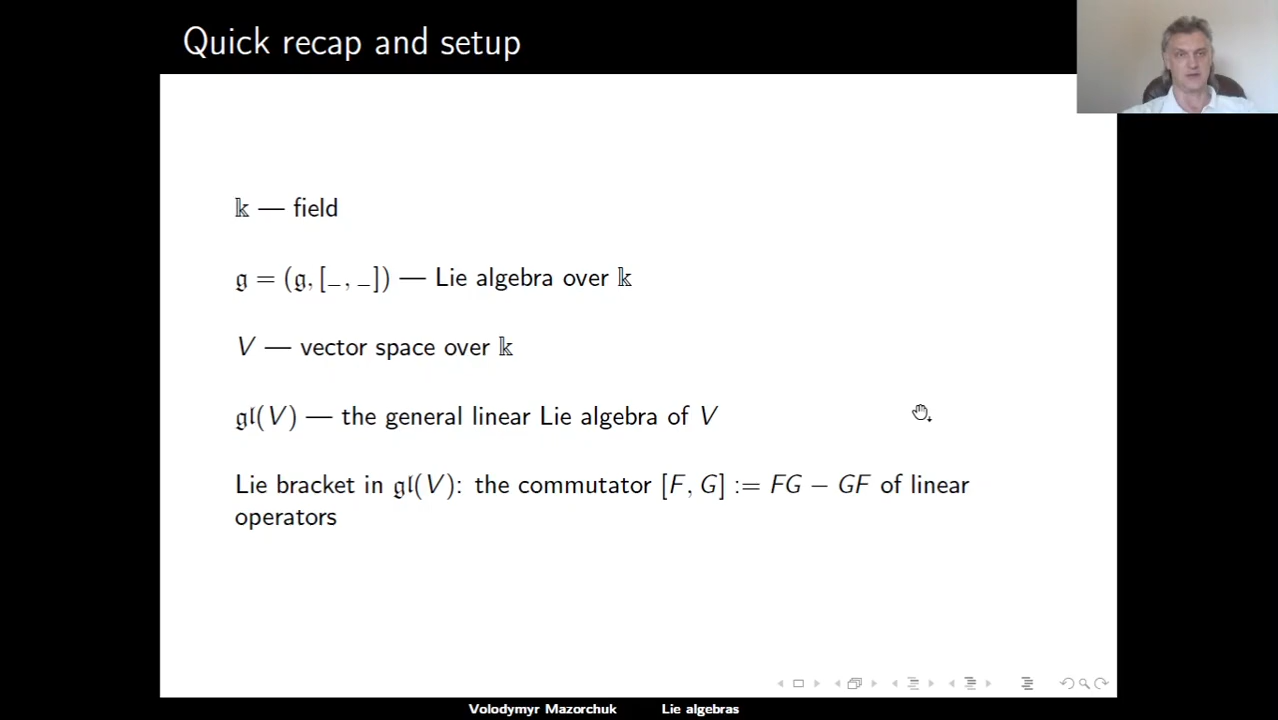 Quick recap and setup
𝕜 — field
𝔤 = (𝔤, [_, _]) — Lie algebra over 𝕜
V — vector space over 𝕜
𝔤𝔩(V) — the general linear Lie algebra of V
Lie bracket in 𝔤𝔩(V): the commutator [F, G] := FG − GF of linear
operators
Volodymyr Mazorchuk Lie algebras